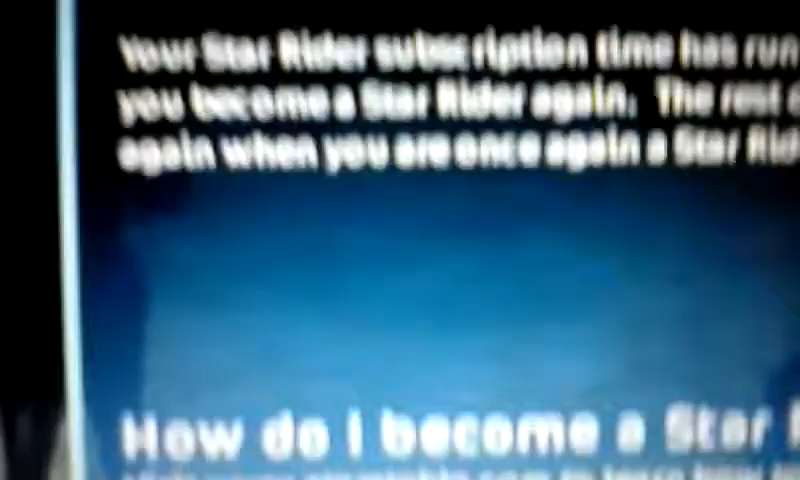 Your Star Rider subscription time has run
you become a Star Rider again. The rest
again when you are once again a Star Rid
How do I become a Star